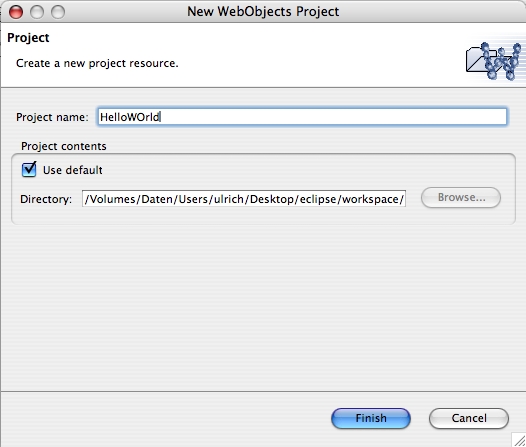 New WebObjects Project
Project
Create a new project resource.
Project name: HelloWOrld
Project contents
Use default
Directory: /Volumes/Daten/Users/ulrich/Desktop/eclipse/workspace/ Browse...
Finish Cancel